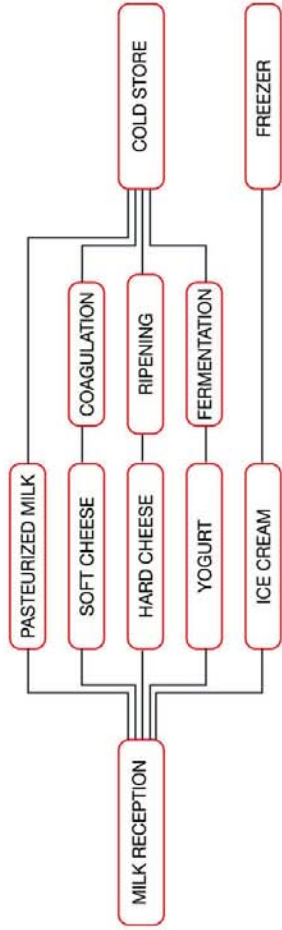 MILK RECEPTION
PASTEURIZED MILK
SOFT CHEESE
COAGULATION
HARD CHEESE
RIPENING
YOGURT
FERMENTATION
ICE CREAM
COLD STORE
FREEZER